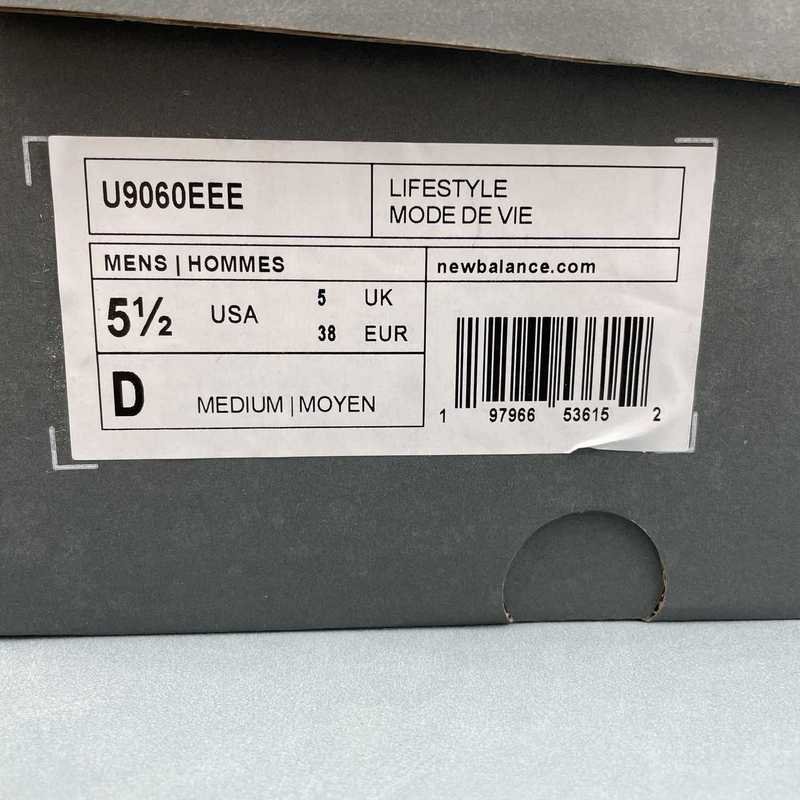 U9060EEE
LIFESTYLE
MODE DE VIE
MENS | HOMMES
newbalance.com
5½ USA
5 UK
38 EUR
D
MEDIUM | MOYEN
1 97966 53615 2